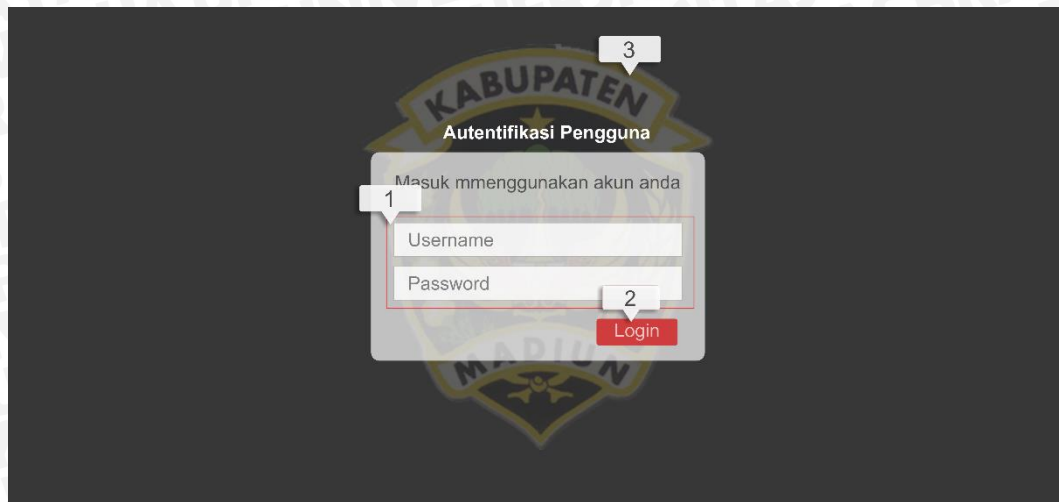 3
KABUPATEN
Autentifikasi Pengguna
Masuk mmenggunakan akun anda
1
Username
Password
2
Login
MADIUN